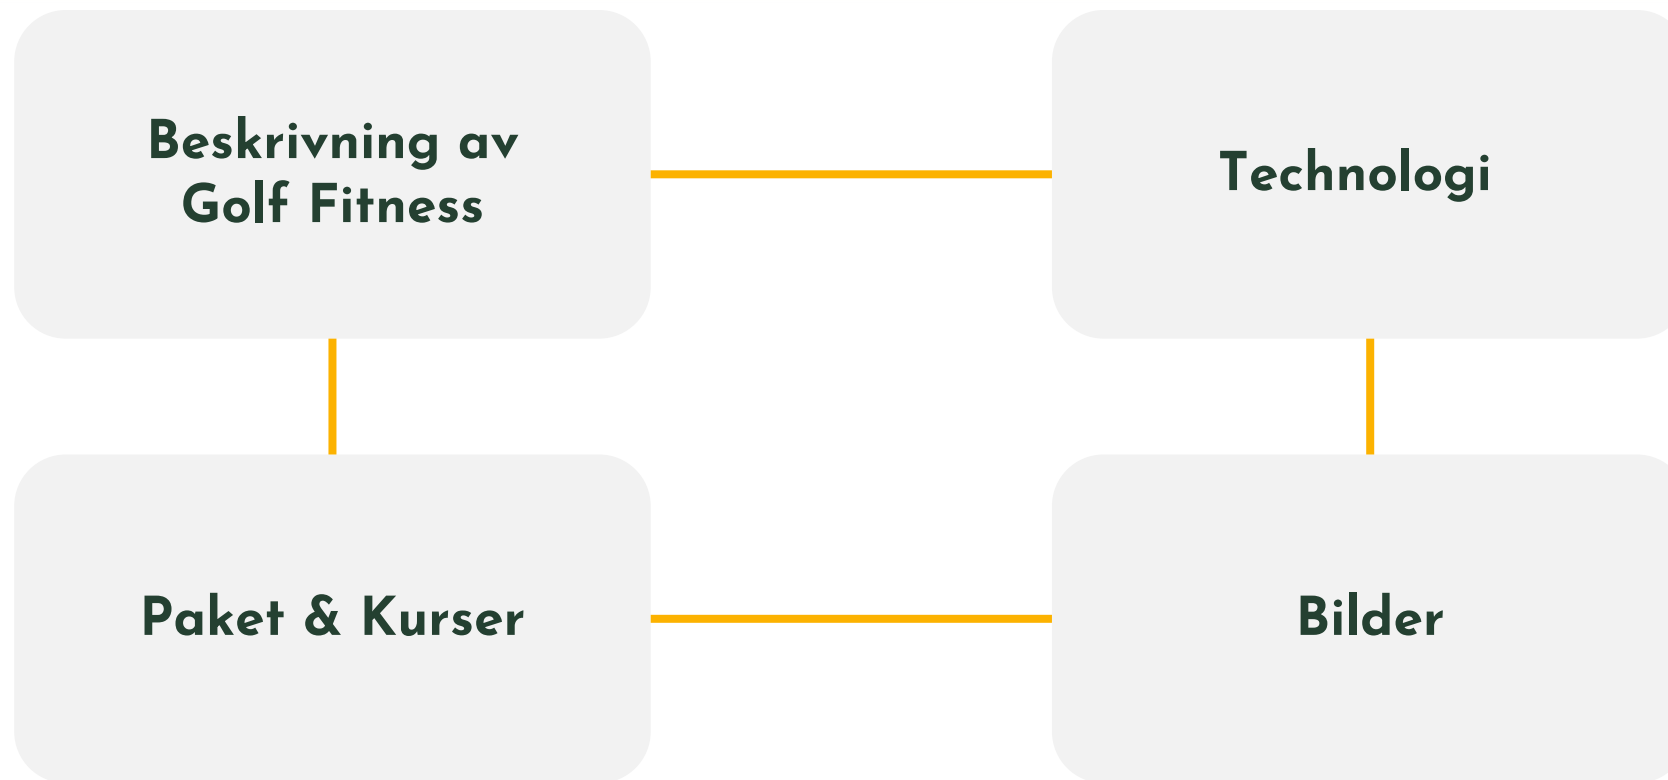 Beskrivning av
Golf Fitness
Technologi
Paket & Kurser
Bilder